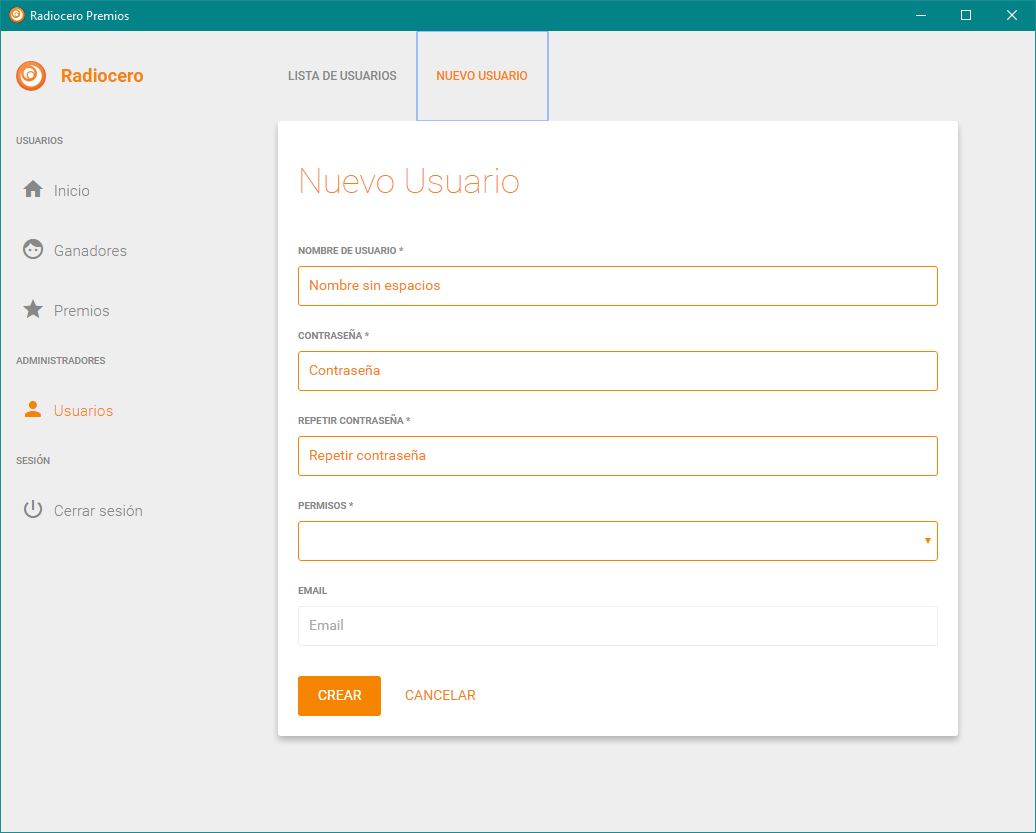 Radiocero Premios
Radiocero
LISTA DE USUARIOS
NUEVO USUARIO
USUARIOS
Inicio
Ganadores
Premios
ADMINISTRADORES
Usuarios
SESIÓN
Cerrar sesión
Nuevo Usuario
NOMBRE DE USUARIO *
Nombre sin espacios
CONTRASEÑA *
Contraseña
REPETIR CONTRASEÑA *
Repetir contraseña
PERMISOS *
EMAIL
Email
CREAR
CANCELAR